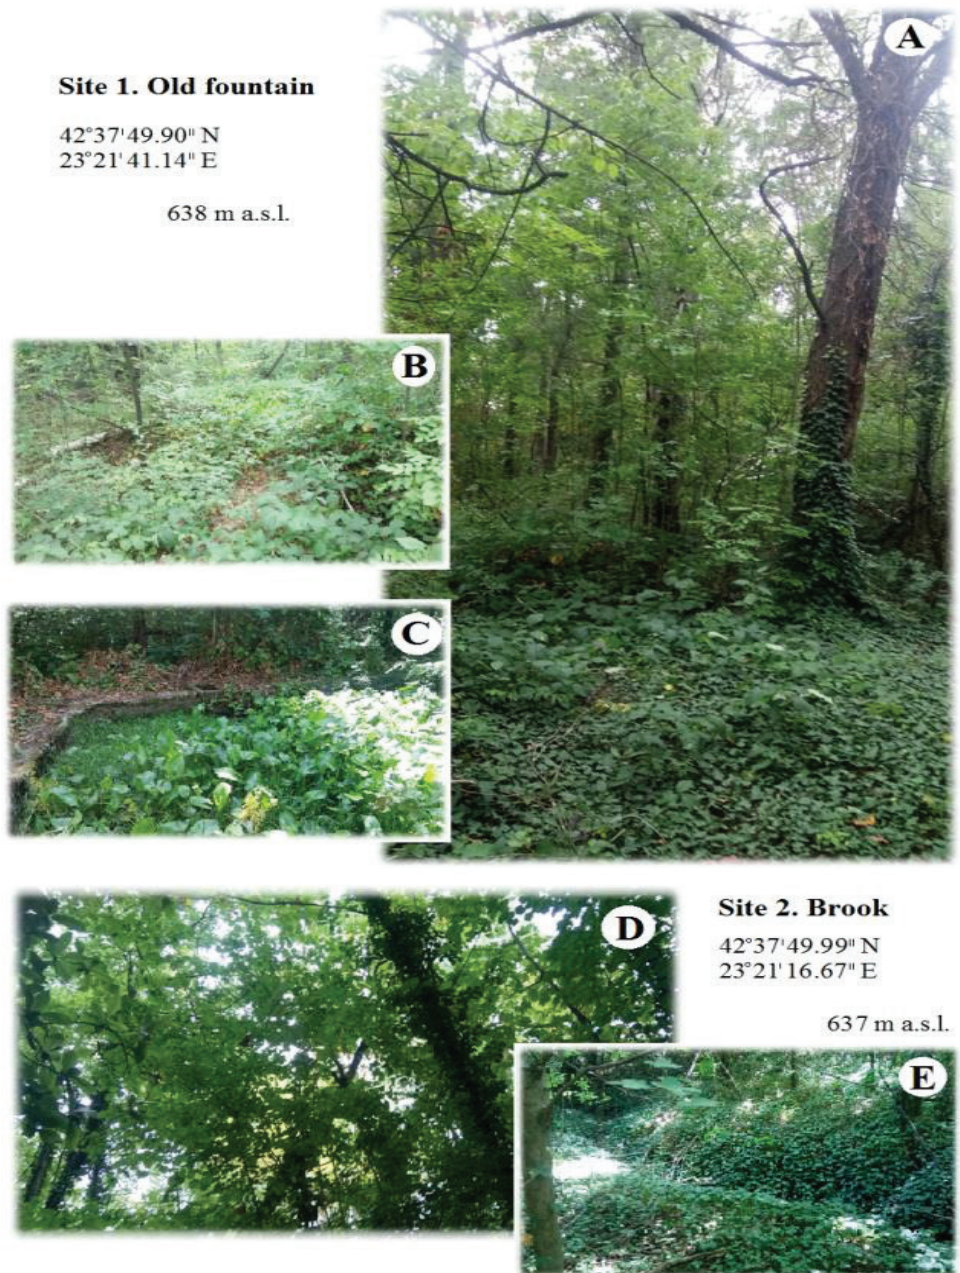 A
Site 1. Old fountain
42°37'49.90" N
23°21'41.14" E
638 m a.s.l.
B
C
D
Site 2. Brook
42°37'49.99" N
23°21'16.67" E
637 m a.s.l.
E